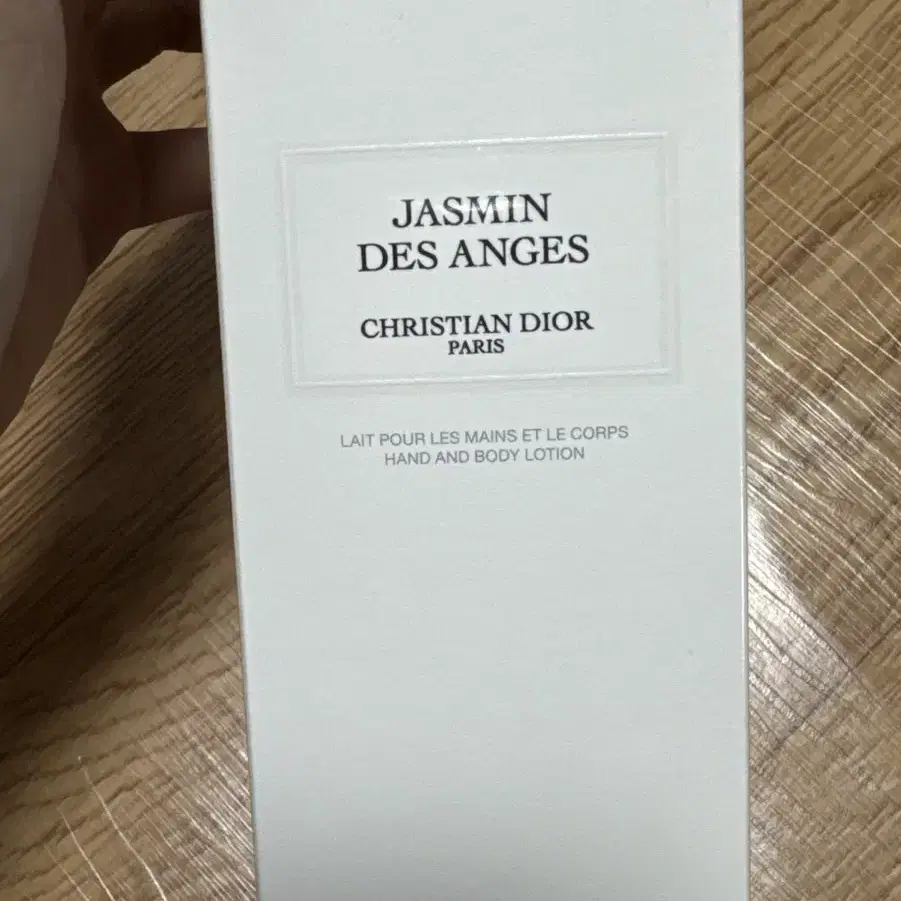 JASMIN
DES ANGES
CHRISTIAN DIOR
PARIS
LAIT POUR LES MAINS ET LE CORPS
HAND AND BODY LOTION